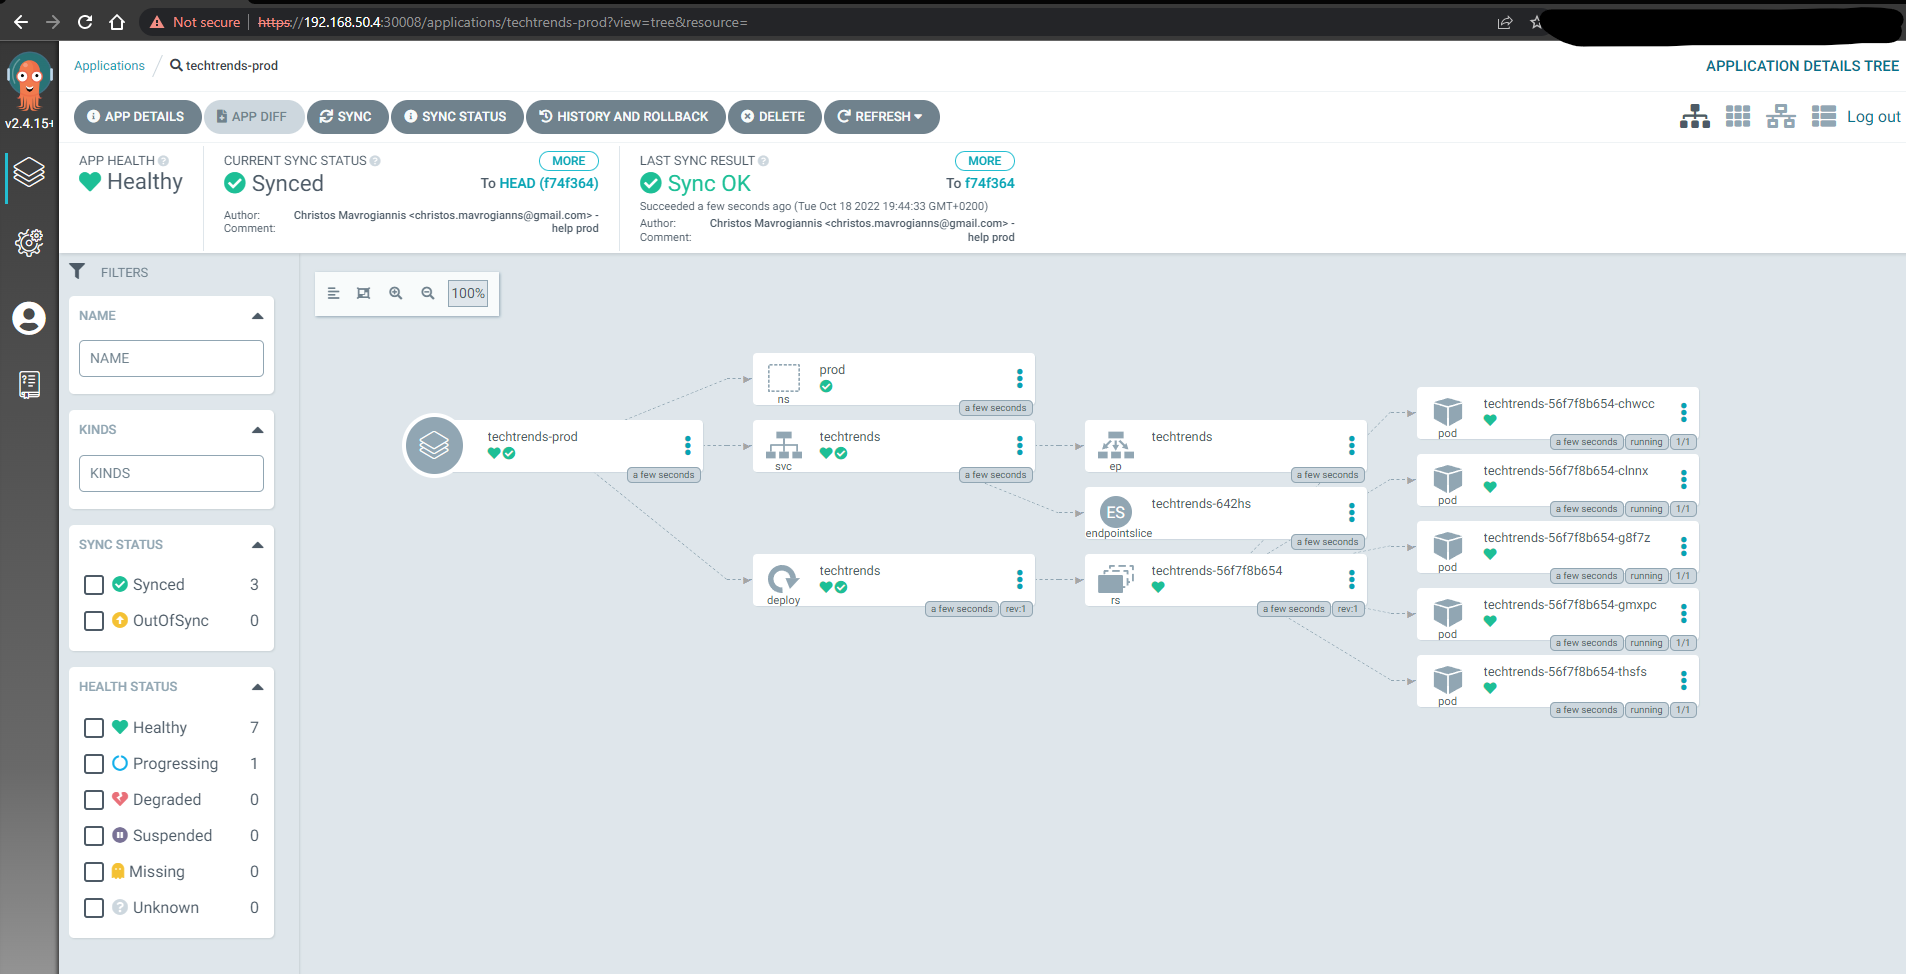 Not secure | https://192.168.50.4:30008/applications/techtrends-prod?view=tree&resource=
v2.4.15+
Applications / techtrends-prod
APPLICATION DETAILS TREE
APP DETAILS
APP DIFF
SYNC
SYNC STATUS
HISTORY AND ROLLBACK
DELETE
REFRESH
Log out
APP HEALTH
Healthy
CURRENT SYNC STATUS
MORE
Synced
To HEAD (f74f364)
Author: Christos Mavrogiannis <christos.mavrogianns@gmail.com> -
Comment: help prod
LAST SYNC RESULT
MORE
Sync OK
To f74f364
Succeeded a few seconds ago (Tue Oct 18 2022 19:44:33 GMT+0200)
Author: Christos Mavrogiannis <christos.mavrogianns@gmail.com> -
Comment: help prod
FILTERS
NAME
NAME
KINDS
KINDS
SYNC STATUS
Synced 3
OutOfSync 0
HEALTH STATUS
Healthy 7
Progressing 1
Degraded 0
Suspended 0
Missing 0
Unknown 0
100%
techtrends-prod
a few seconds
prod
ns
a few seconds
techtrends
svc
a few seconds
techtrends
deploy
a few seconds rev:1
techtrends
ep
a few seconds
ES
techtrends-642hs
endpointslice
a few seconds
techtrends-56f7f8b654
rs
a few seconds rev:1
techtrends-56f7f8b654-chwcc
pod
a few seconds running 1/1
techtrends-56f7f8b654-clnnx
pod
a few seconds running 1/1
techtrends-56f7f8b654-g8f7z
pod
a few seconds running 1/1
techtrends-56f7f8b654-gmxpc
pod
a few seconds running 1/1
techtrends-56f7f8b654-thsfs
pod
a few seconds running 1/1